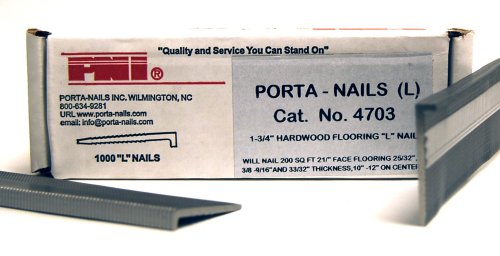 "Quality and Service You Can Stand On"
PNI®
PORTA-NAILS INC. WILMINGTON, NC
800-634-9281
URL www.porta-nails.com
email: info@porta-nails.com
1000 "L" NAILS
PORTA - NAILS (L)
Cat. No. 4703
1-3/4" HARDWOOD FLOORING "L" NAIL
WILL NAIL 200 SQ FT 21/" FACE FLOORING 25/32",
3/8 -9/16"AND 33/32" THICKNESS,10" -12" ON CENTER